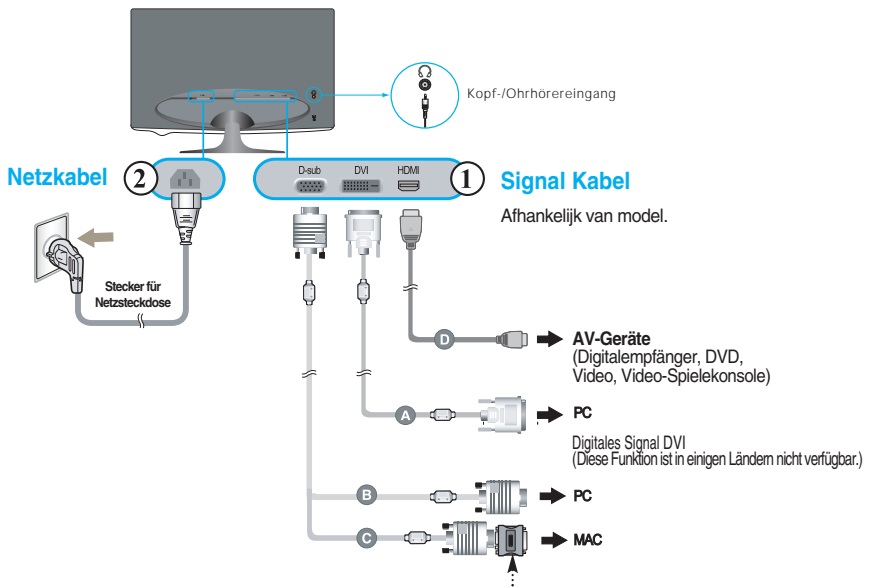 Kopf-/Ohrhörereingang
Netzkabel
2
D-sub DVI HDMI
1
Signal Kabel
Afhankelijk van model.
Stecker für
Netzsteckdose
D
AV-Geräte
(Digitalempfänger, DVD,
Video, Video-Spielekonsole)
A
PC
Digitales Signal DVI
(Diese Funktion ist in einigen Ländern nicht verfügbar.)
B
PC
C
MAC